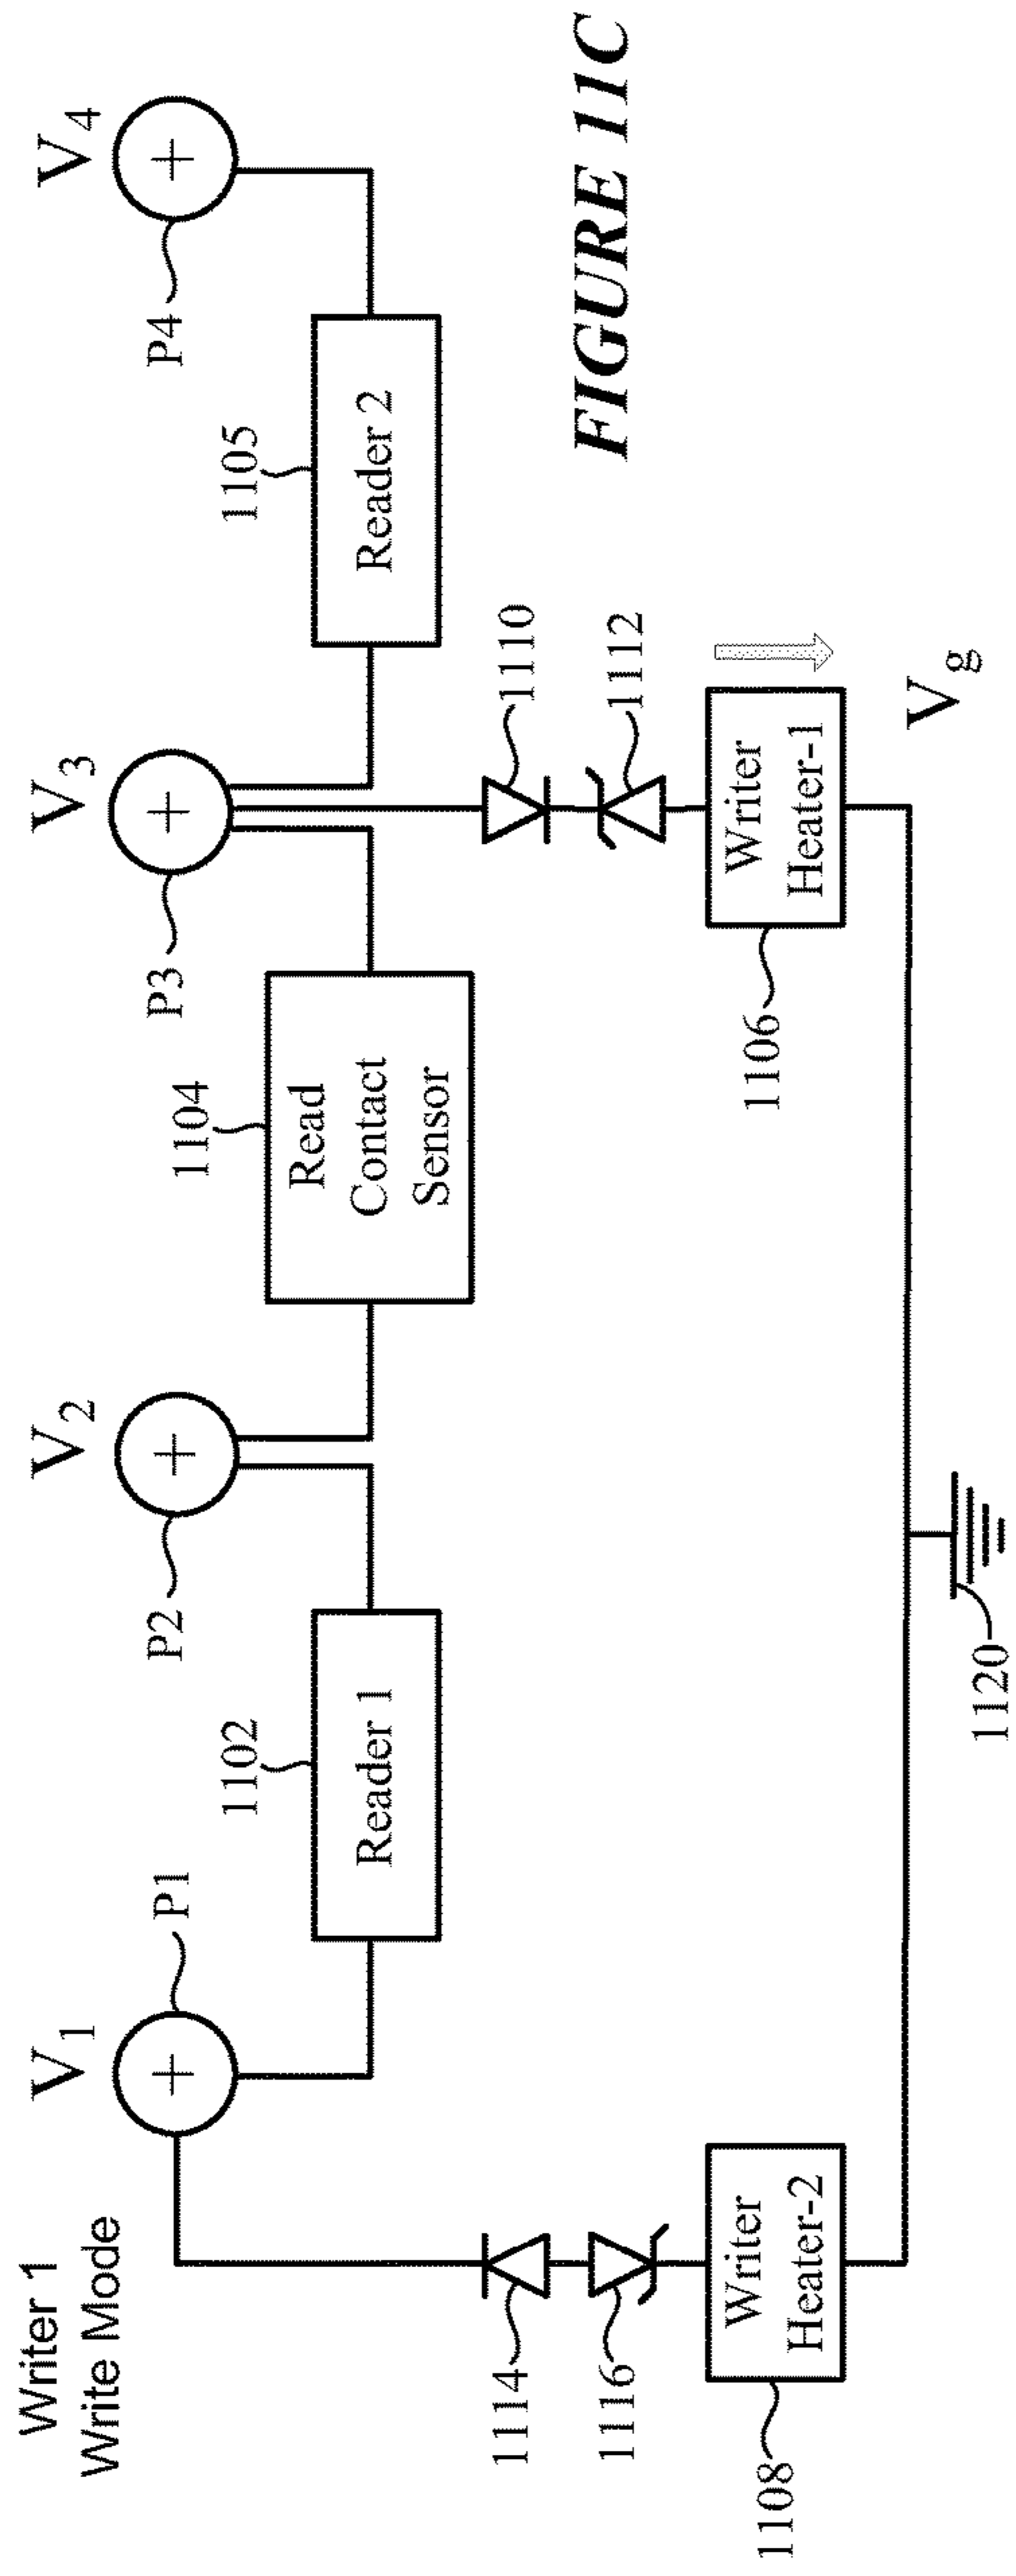 Writer 1
Write Mode
V1
V2
V3
V4
P1
P2
P3
P4
1102
Reader 1
1104
Read
Contact
Sensor
1105
Reader 2
1114
1116
1110
1112
1108
Writer
Heater-2
1106
Writer
Heater-1
Vg
1120
FIGURE 11C